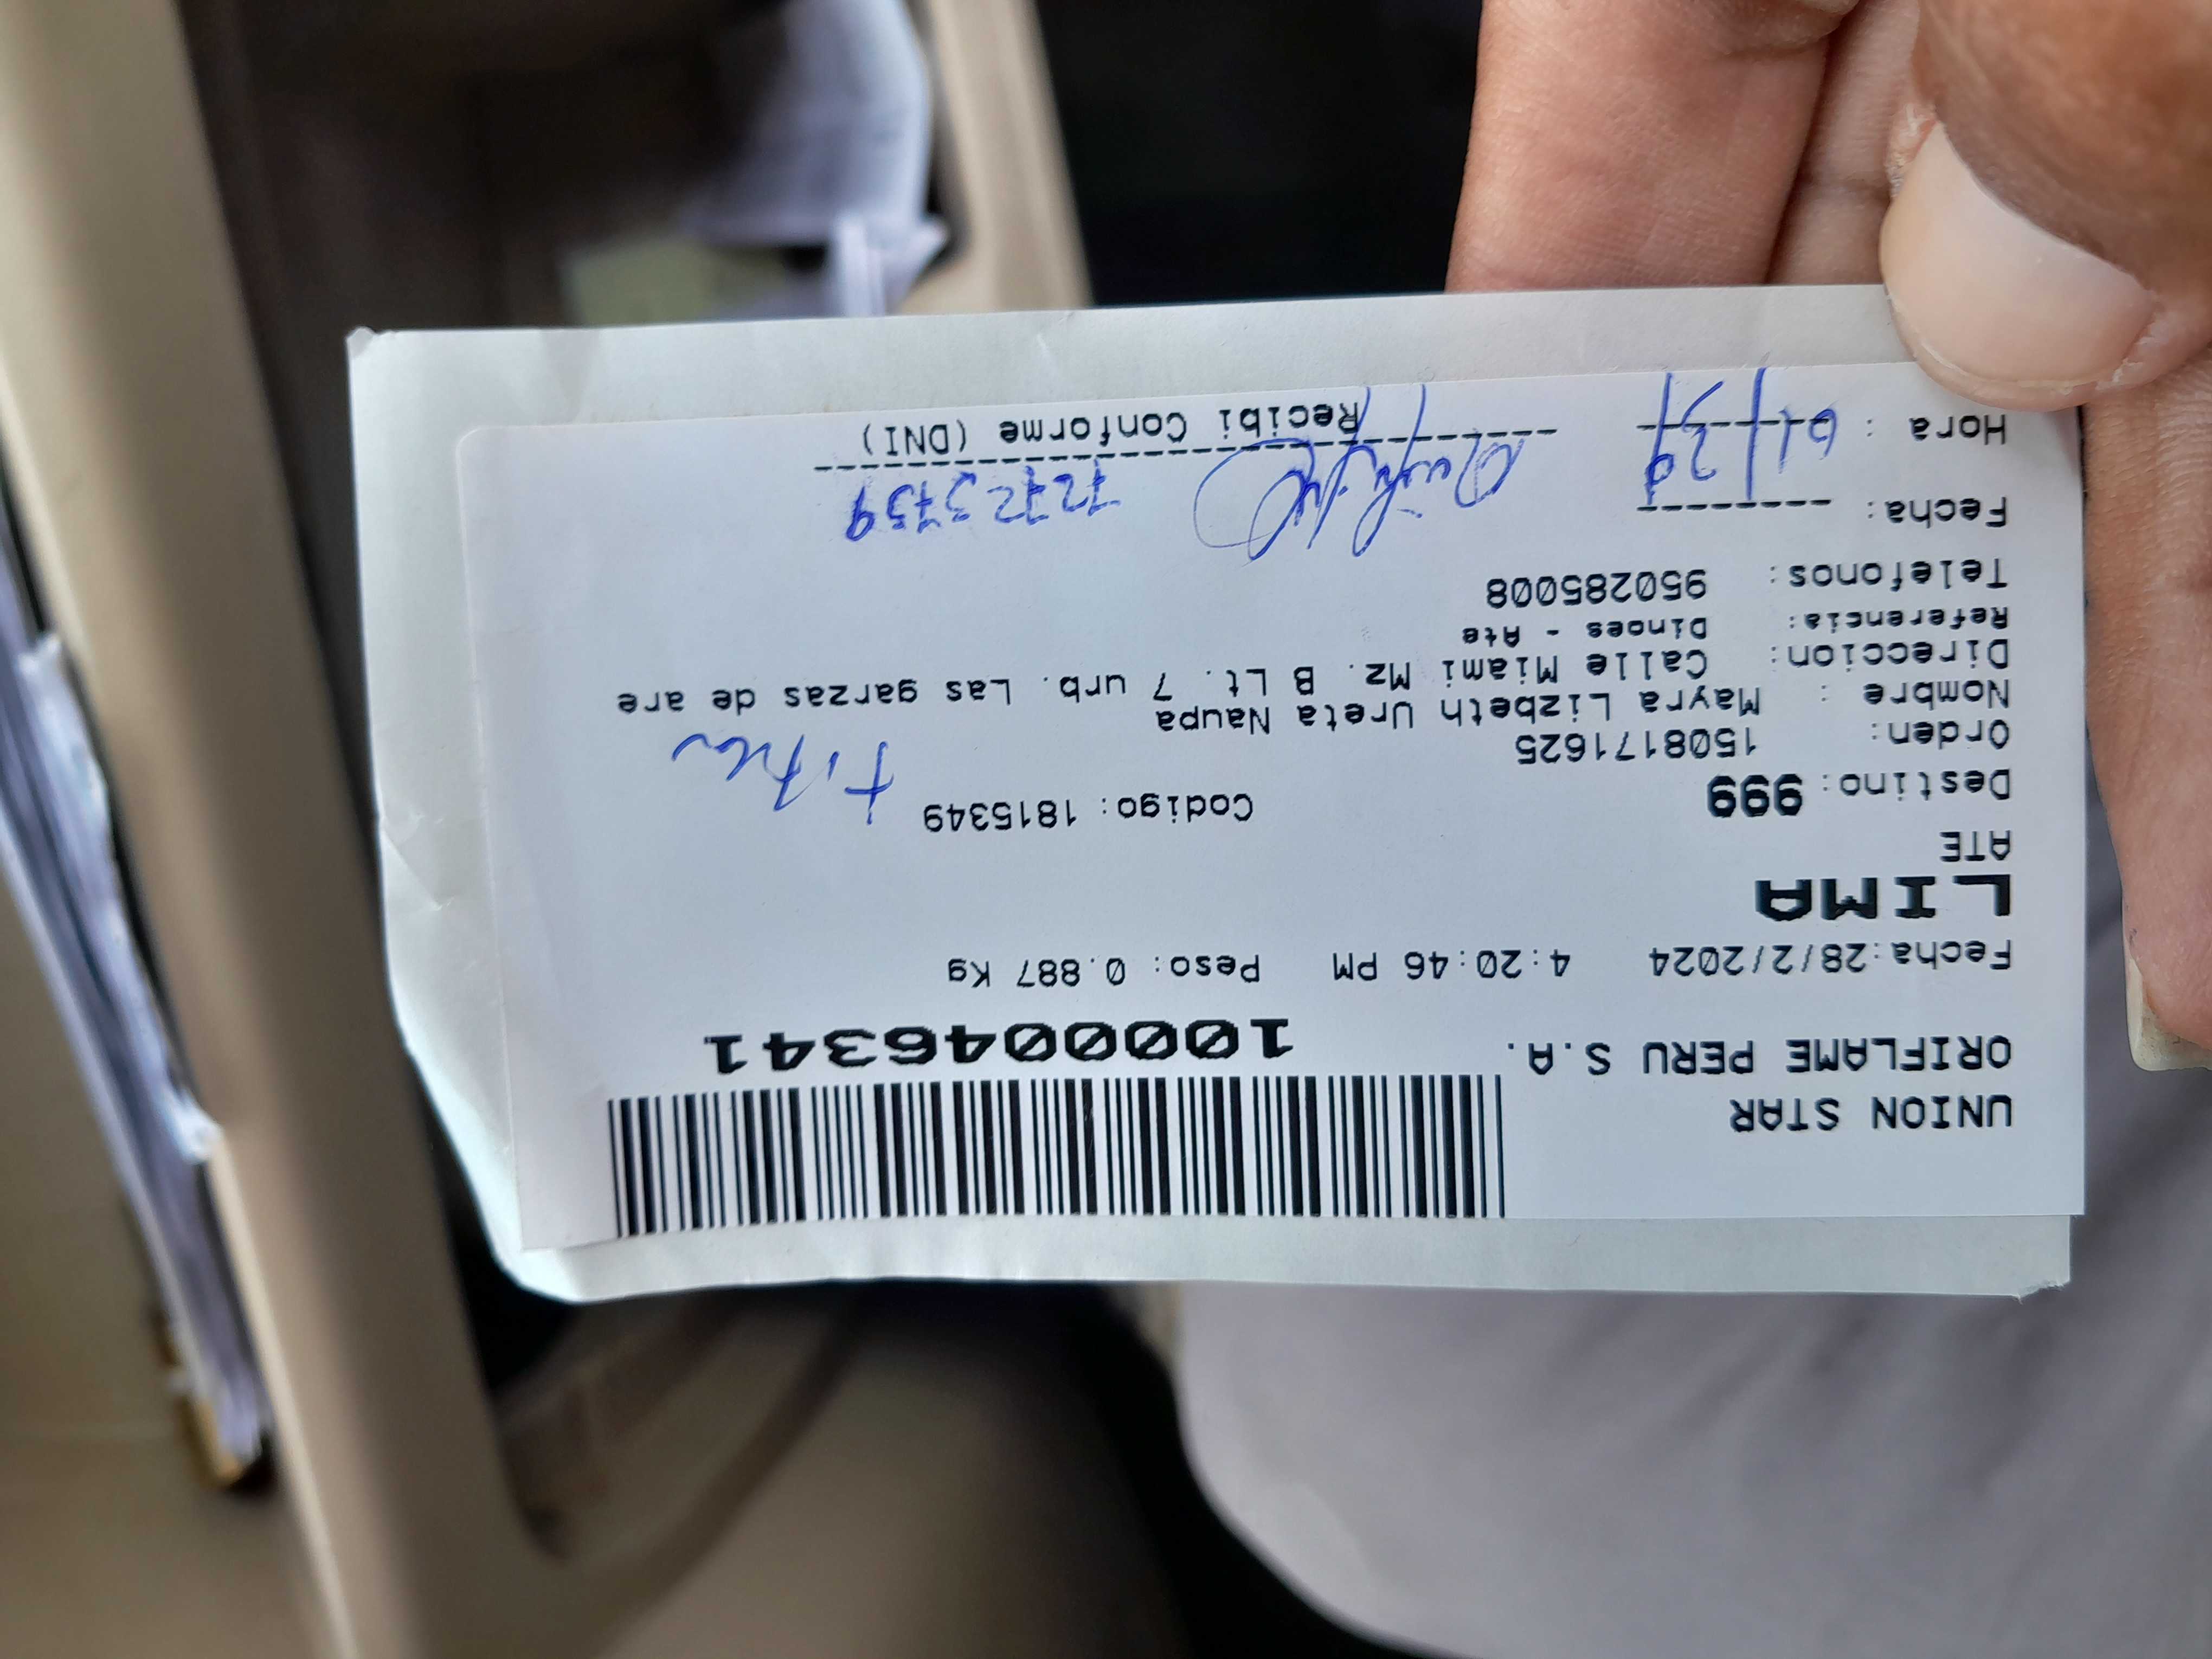 UNION STAR
ORIFLAME PERU S.A.
1000046341
Fecha:28/2/2024 4:20:46 PM Peso: 0.887 Kg
LIMA
ATE
Destino: 999 Codigo: 1815349
Orden: 1508171625
Nombre : Mayra Lizbeth Ureta Naupa
Direccion: Calle Miami Mz. B Lt. 7 urb. Las garzas de are
Referencia: Dinoes - Ate
Telefonos: 950285008
Fecha:
72723759
Hora :
Recibi Conforme (DNI)